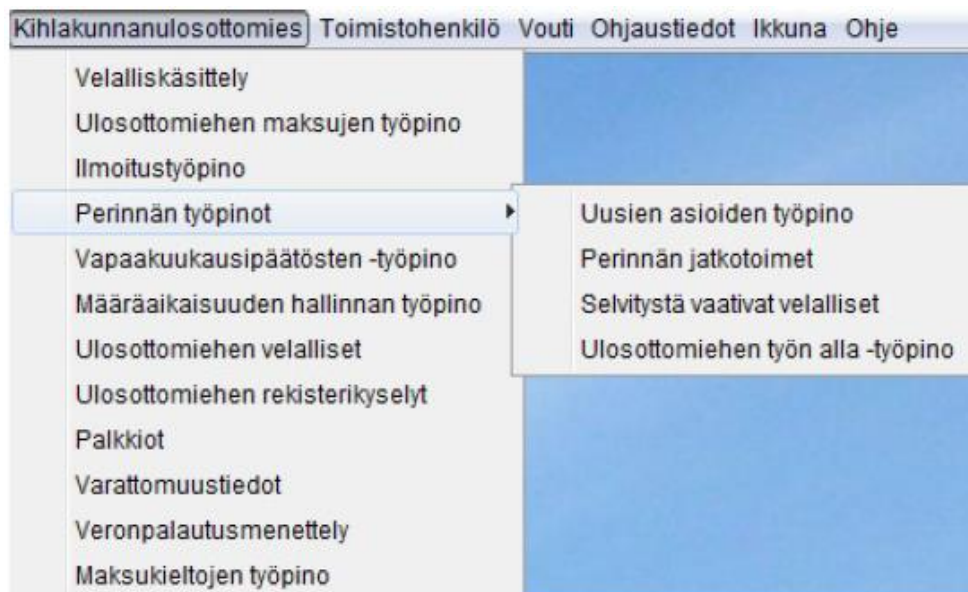 Kihlakunnanulosottomies Toimistohenkilö Vouti Ohjaustiedot Ikkuna Ohje
Velalliskäsittely
Ulosottomiehen maksujen työpino
Ilmoitustyöpino
Perinnän työpinot
Vapaakuukausipäätösten -työpino
Määräaikaisuuden hallinnan työpino
Ulosottomiehen velalliset
Ulosottomiehen rekisterikyselyt
Palkkiot
Varattomuustiedot
Veronpalautusmenettely
Maksukieltojen työpino
Uusien asioiden työpino
Perinnän jatkotoimet
Selvitystä vaativat velalliset
Ulosottomiehen työn alla -työpino